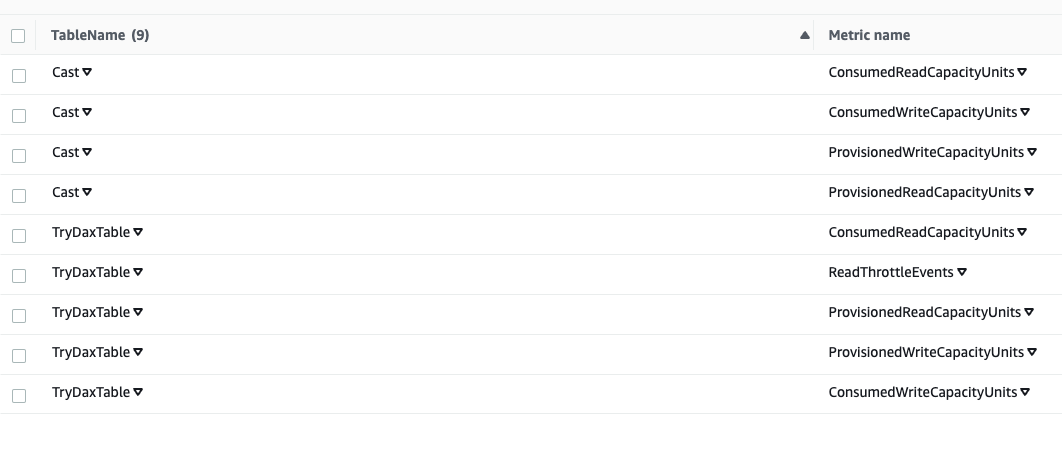 TableName (9) Metric name
Cast ConsumedReadCapacityUnits
Cast ConsumedWriteCapacityUnits
Cast ProvisionedWriteCapacityUnits
Cast ProvisionedReadCapacityUnits
TryDaxTable ConsumedReadCapacityUnits
TryDaxTable ReadThrottleEvents
TryDaxTable ProvisionedReadCapacityUnits
TryDaxTable ProvisionedWriteCapacityUnits
TryDaxTable ConsumedWriteCapacityUnits